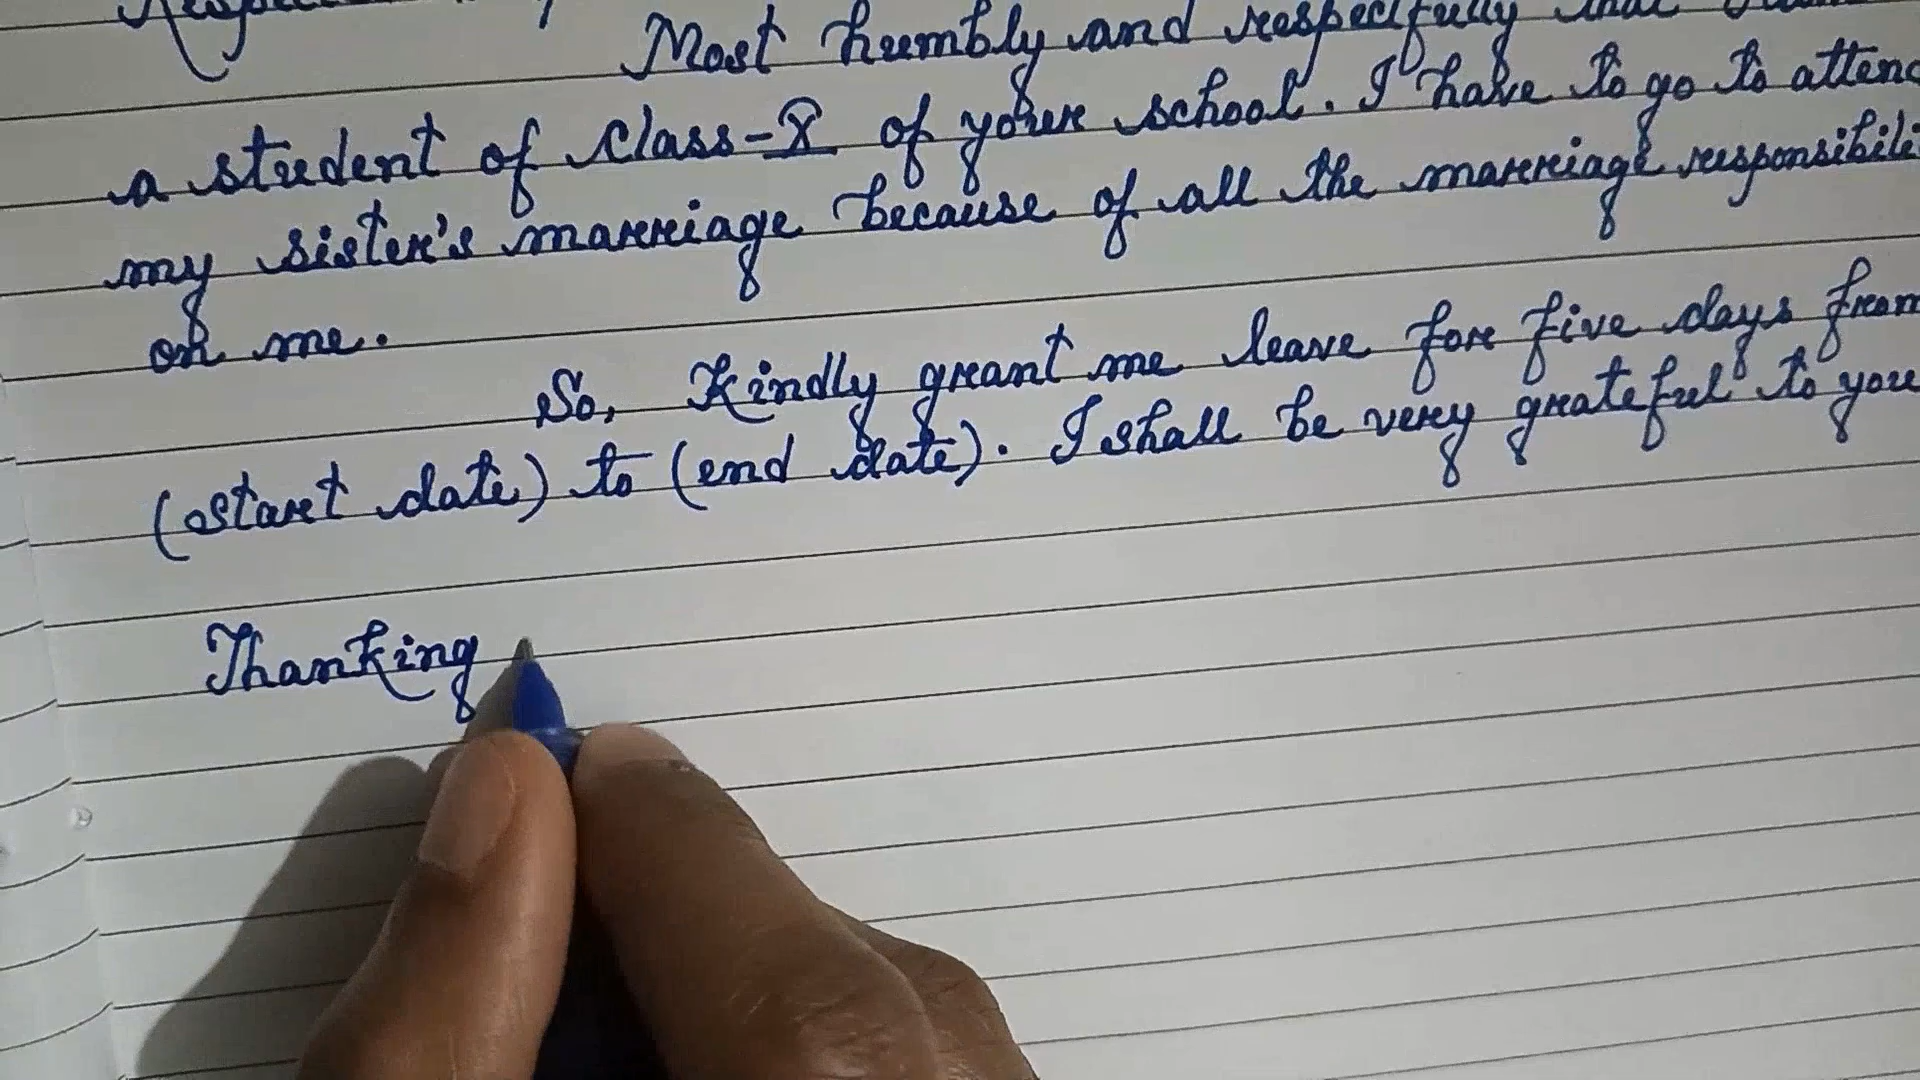 Most humbly and respectfully that
a student of class-X of your school. I have to go to attend
my sister's marriage because of all the marriage responsibili
on me.
So, Kindly grant me leave for five days from
(start date) to (end date). I shall be very grateful to you
Thanking